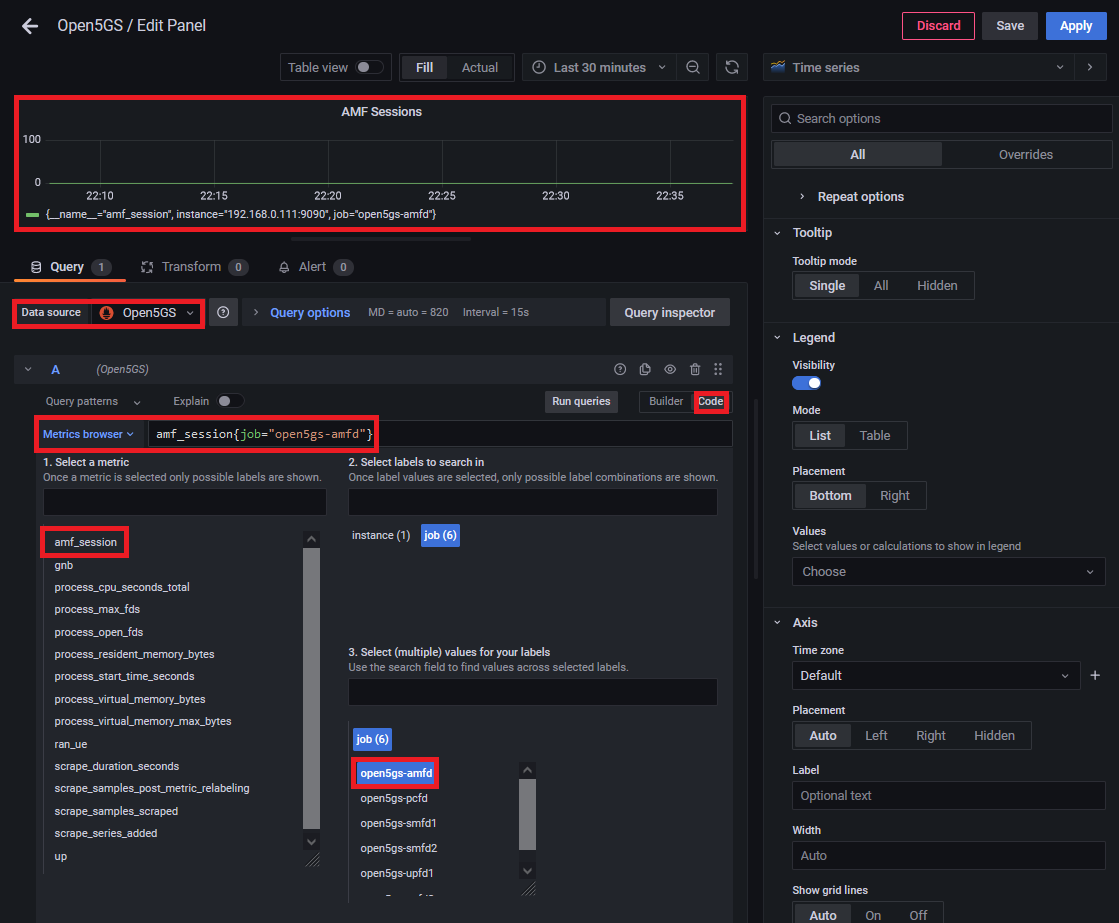 Open5GS / Edit Panel
Discard Save Apply
Table view Fill Actual Last 30 minutes Time series
AMF Sessions
100
0
22:10 22:15 22:20 22:25 22:30 22:35
{__name__="amf_session", instance="192.168.0.111:9090", job="open5gs-amfd"}
Query 1 Transform 0 Alert 0
Data source Open5GS Query options MD = auto = 820 Interval = 15s Query inspector
A (Open5GS)
Query patterns Explain Run queries Builder Code
Metrics browser amf_session{job="open5gs-amfd"}
1. Select a metric
Once a metric is selected only possible labels are shown.
amf_session
gnb
process_cpu_seconds_total
process_max_fds
process_open_fds
process_resident_memory_bytes
process_start_time_seconds
process_virtual_memory_bytes
process_virtual_memory_max_bytes
ran_ue
scrape_duration_seconds
scrape_samples_post_metric_relabeling
scrape_samples_scraped
scrape_series_added
up
2. Select labels to search in
Once label values are selected, only possible label combinations are shown.
instance (1) job (6)
3. Select (multiple) values for your labels
Use the search field to find values across selected labels.
job (6)
open5gs-amfd
open5gs-pcfd
open5gs-smfd1
open5gs-smfd2
open5gs-upfd1
Search options
All Overrides
Repeat options
Tooltip
Tooltip mode
Single All Hidden
Legend
Visibility
Mode
List Table
Placement
Bottom Right
Values
Select values or calculations to show in legend
Choose
Axis
Time zone
Default
Placement
Auto Left Right Hidden
Label
Optional text
Width
Auto
Show grid lines
Auto On Off